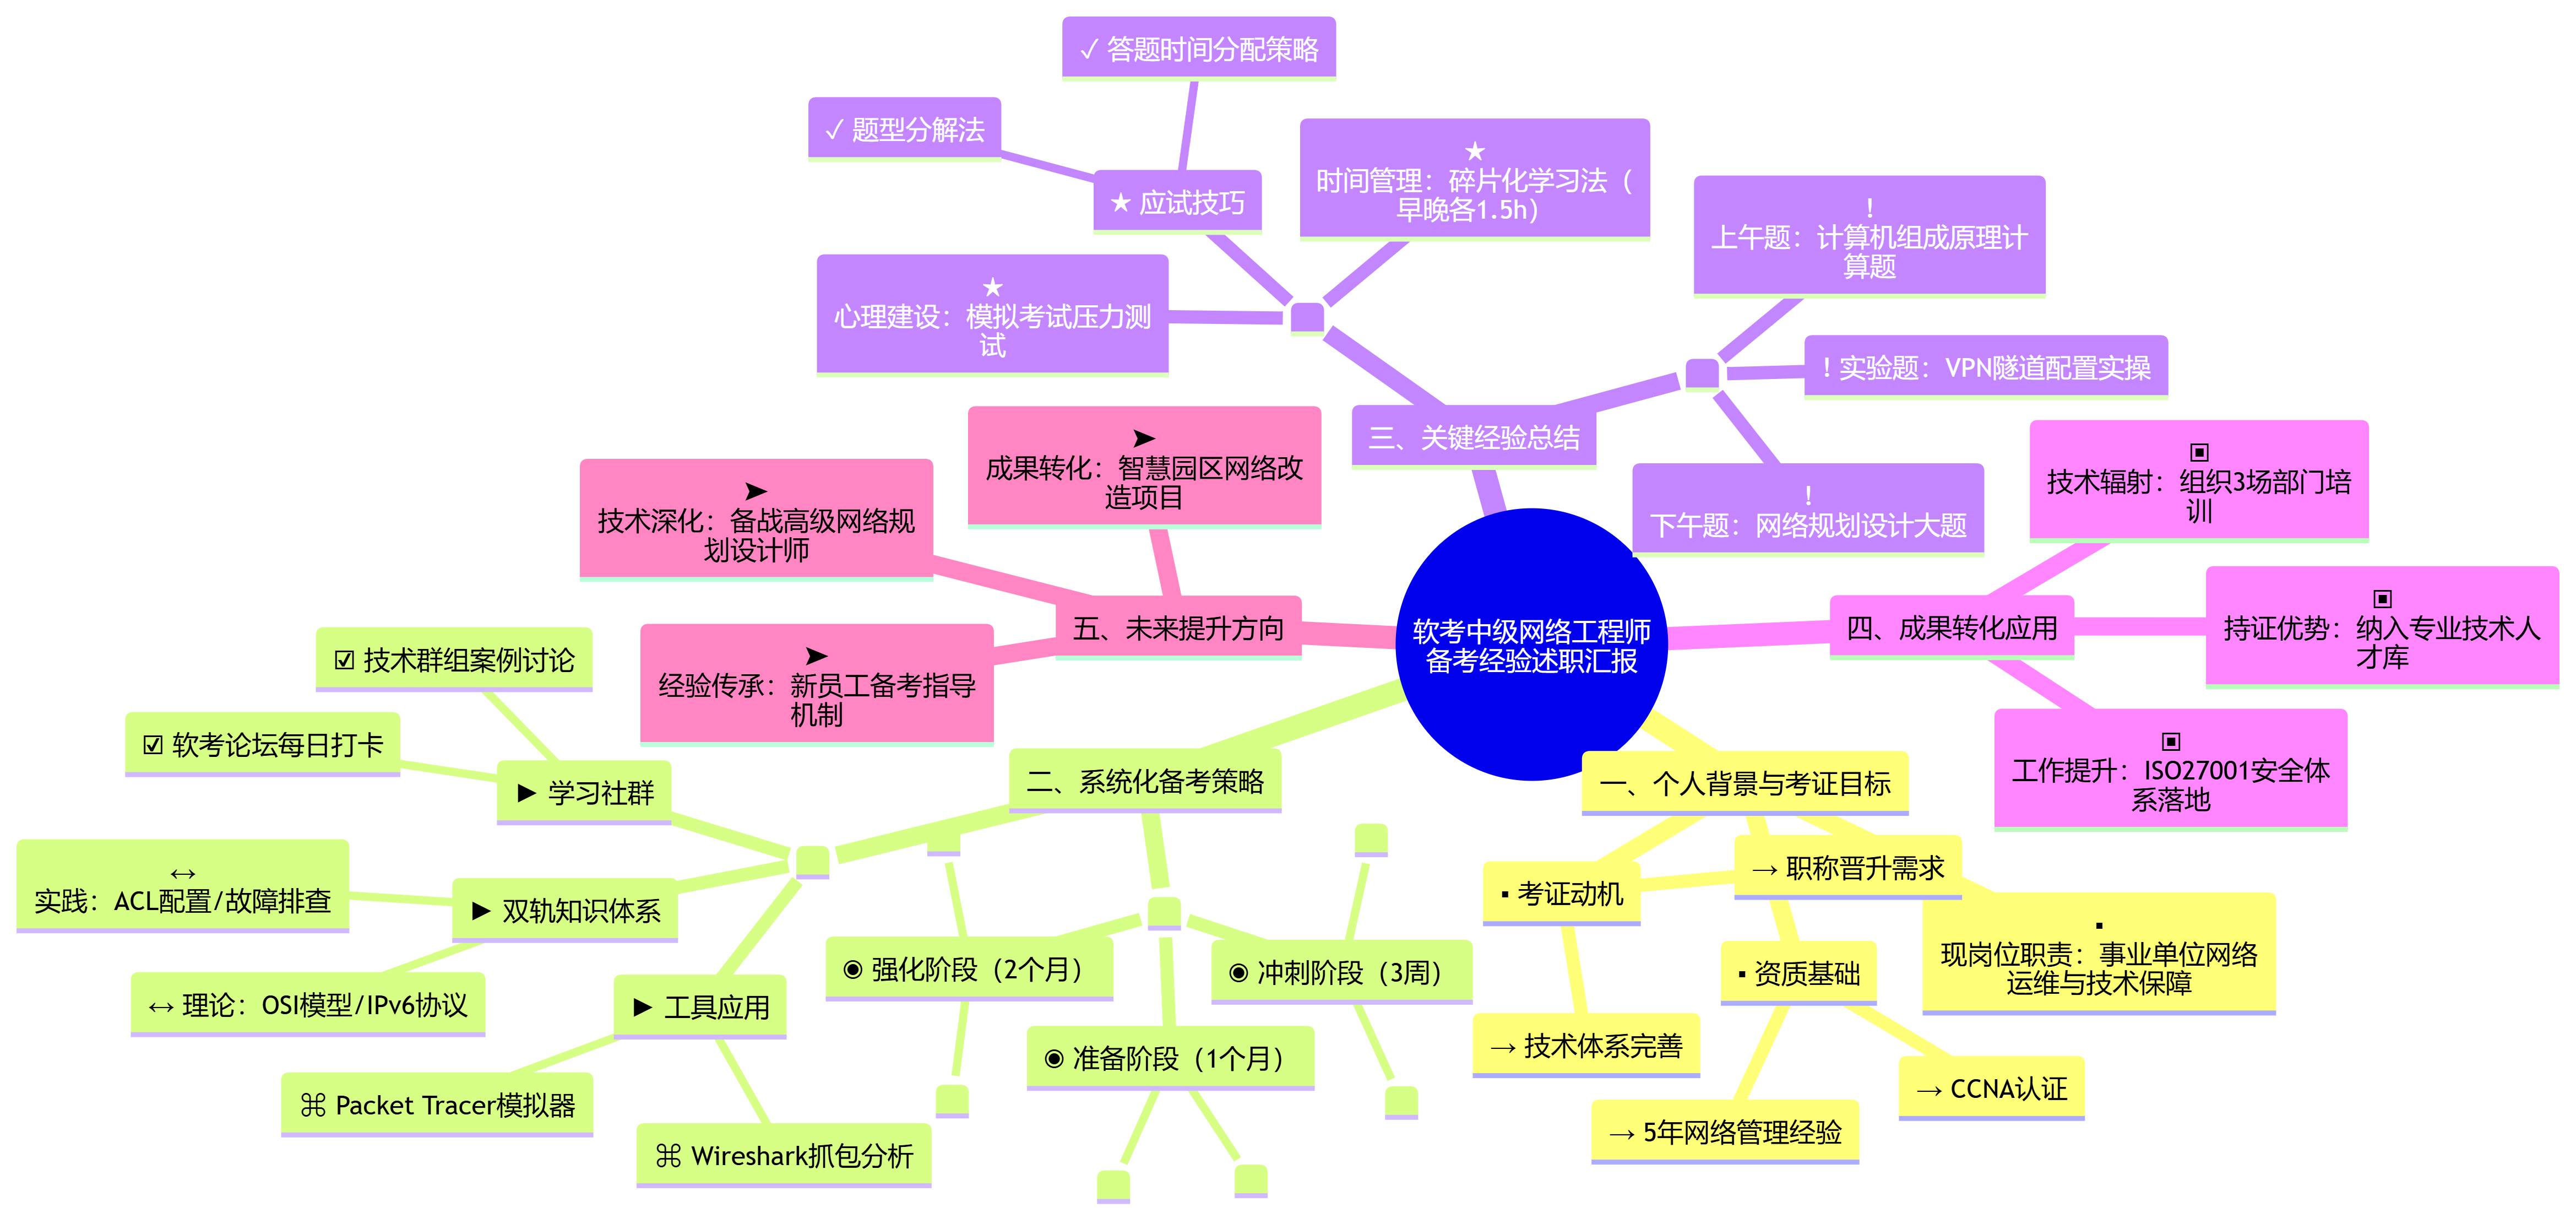 ✓ 答题时间分配策略
✓ 题型分解法
★ 应试技巧
★
时间管理：碎片化学习法（
早晚各1.5h）
★
心理建设：模拟考试压力测
试
!
上午题：计算机组成原理计
算题
! 实验题：VPN隧道配置实操
!
下午题：网络规划设计大题
三、关键经验总结
➤
成果转化：智慧园区网络改
造项目
➤
技术深化：备战高级网络规
划设计师
➤
经验传承：新员工备考指导
机制
五、未来提升方向
软考中级网络工程师
备考经验述职汇报
▣
技术辐射：组织3场部门培
训
▣
持证优势：纳入专业技术人
才库
▣
工作提升：ISO27001安全体
系落地
四、成果转化应用
☑ 技术群组案例讨论
☑ 软考论坛每日打卡
► 学习社群
二、系统化备考策略
↔
实践：ACL配置/故障排查
► 双轨知识体系
↔ 理论：OSI模型/IPv6协议
► 工具应用
⌘ Packet Tracer模拟器
⌘ Wireshark抓包分析
◉ 强化阶段（2个月）
◉ 冲刺阶段（3周）
◉ 准备阶段（1个月）
一、个人背景与考证目标
▪ 考证动机
→ 职称晋升需求
→ 技术体系完善
▪ 资质基础
▪
现岗位职责：事业单位网络
运维与技术保障
→ CCNA认证
→ 5年网络管理经验